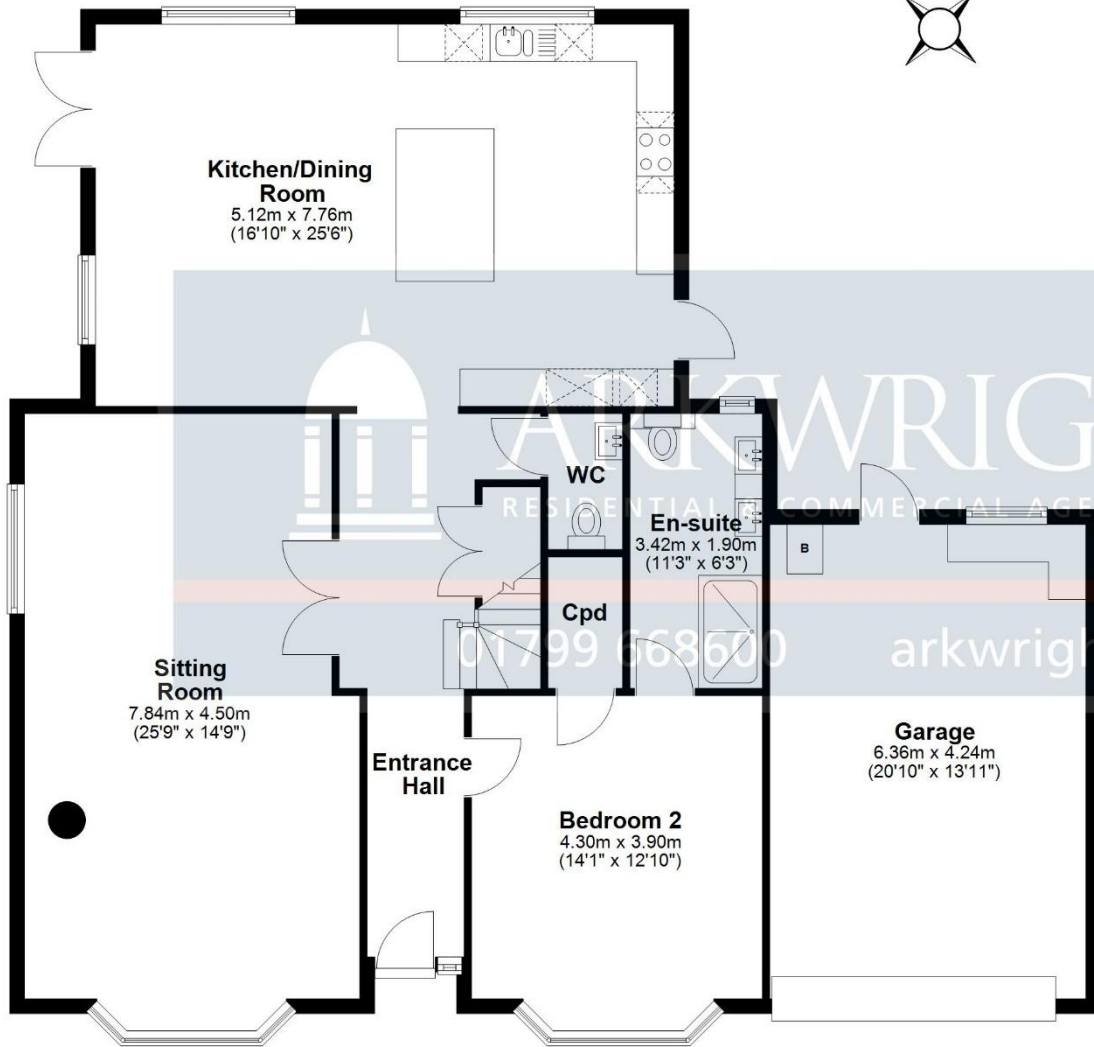 Kitchen/Dining
Room
5.12m x 7.76m
(16'10" x 25'6")
ARKWRIG
RESIDENTIAL & COMMERCIAL AGE
WC
En-suite
3.42m x 1.90m
(11'3" x 6'3")
B
Cpd
01799 668600 arkwrigh
Sitting
Room
7.84m x 4.50m
(25'9" x 14'9")
Entrance
Hall
Bedroom 2
4.30m x 3.90m
(14'1" x 12'10")
Garage
6.36m x 4.24m
(20'10" x 13'11")